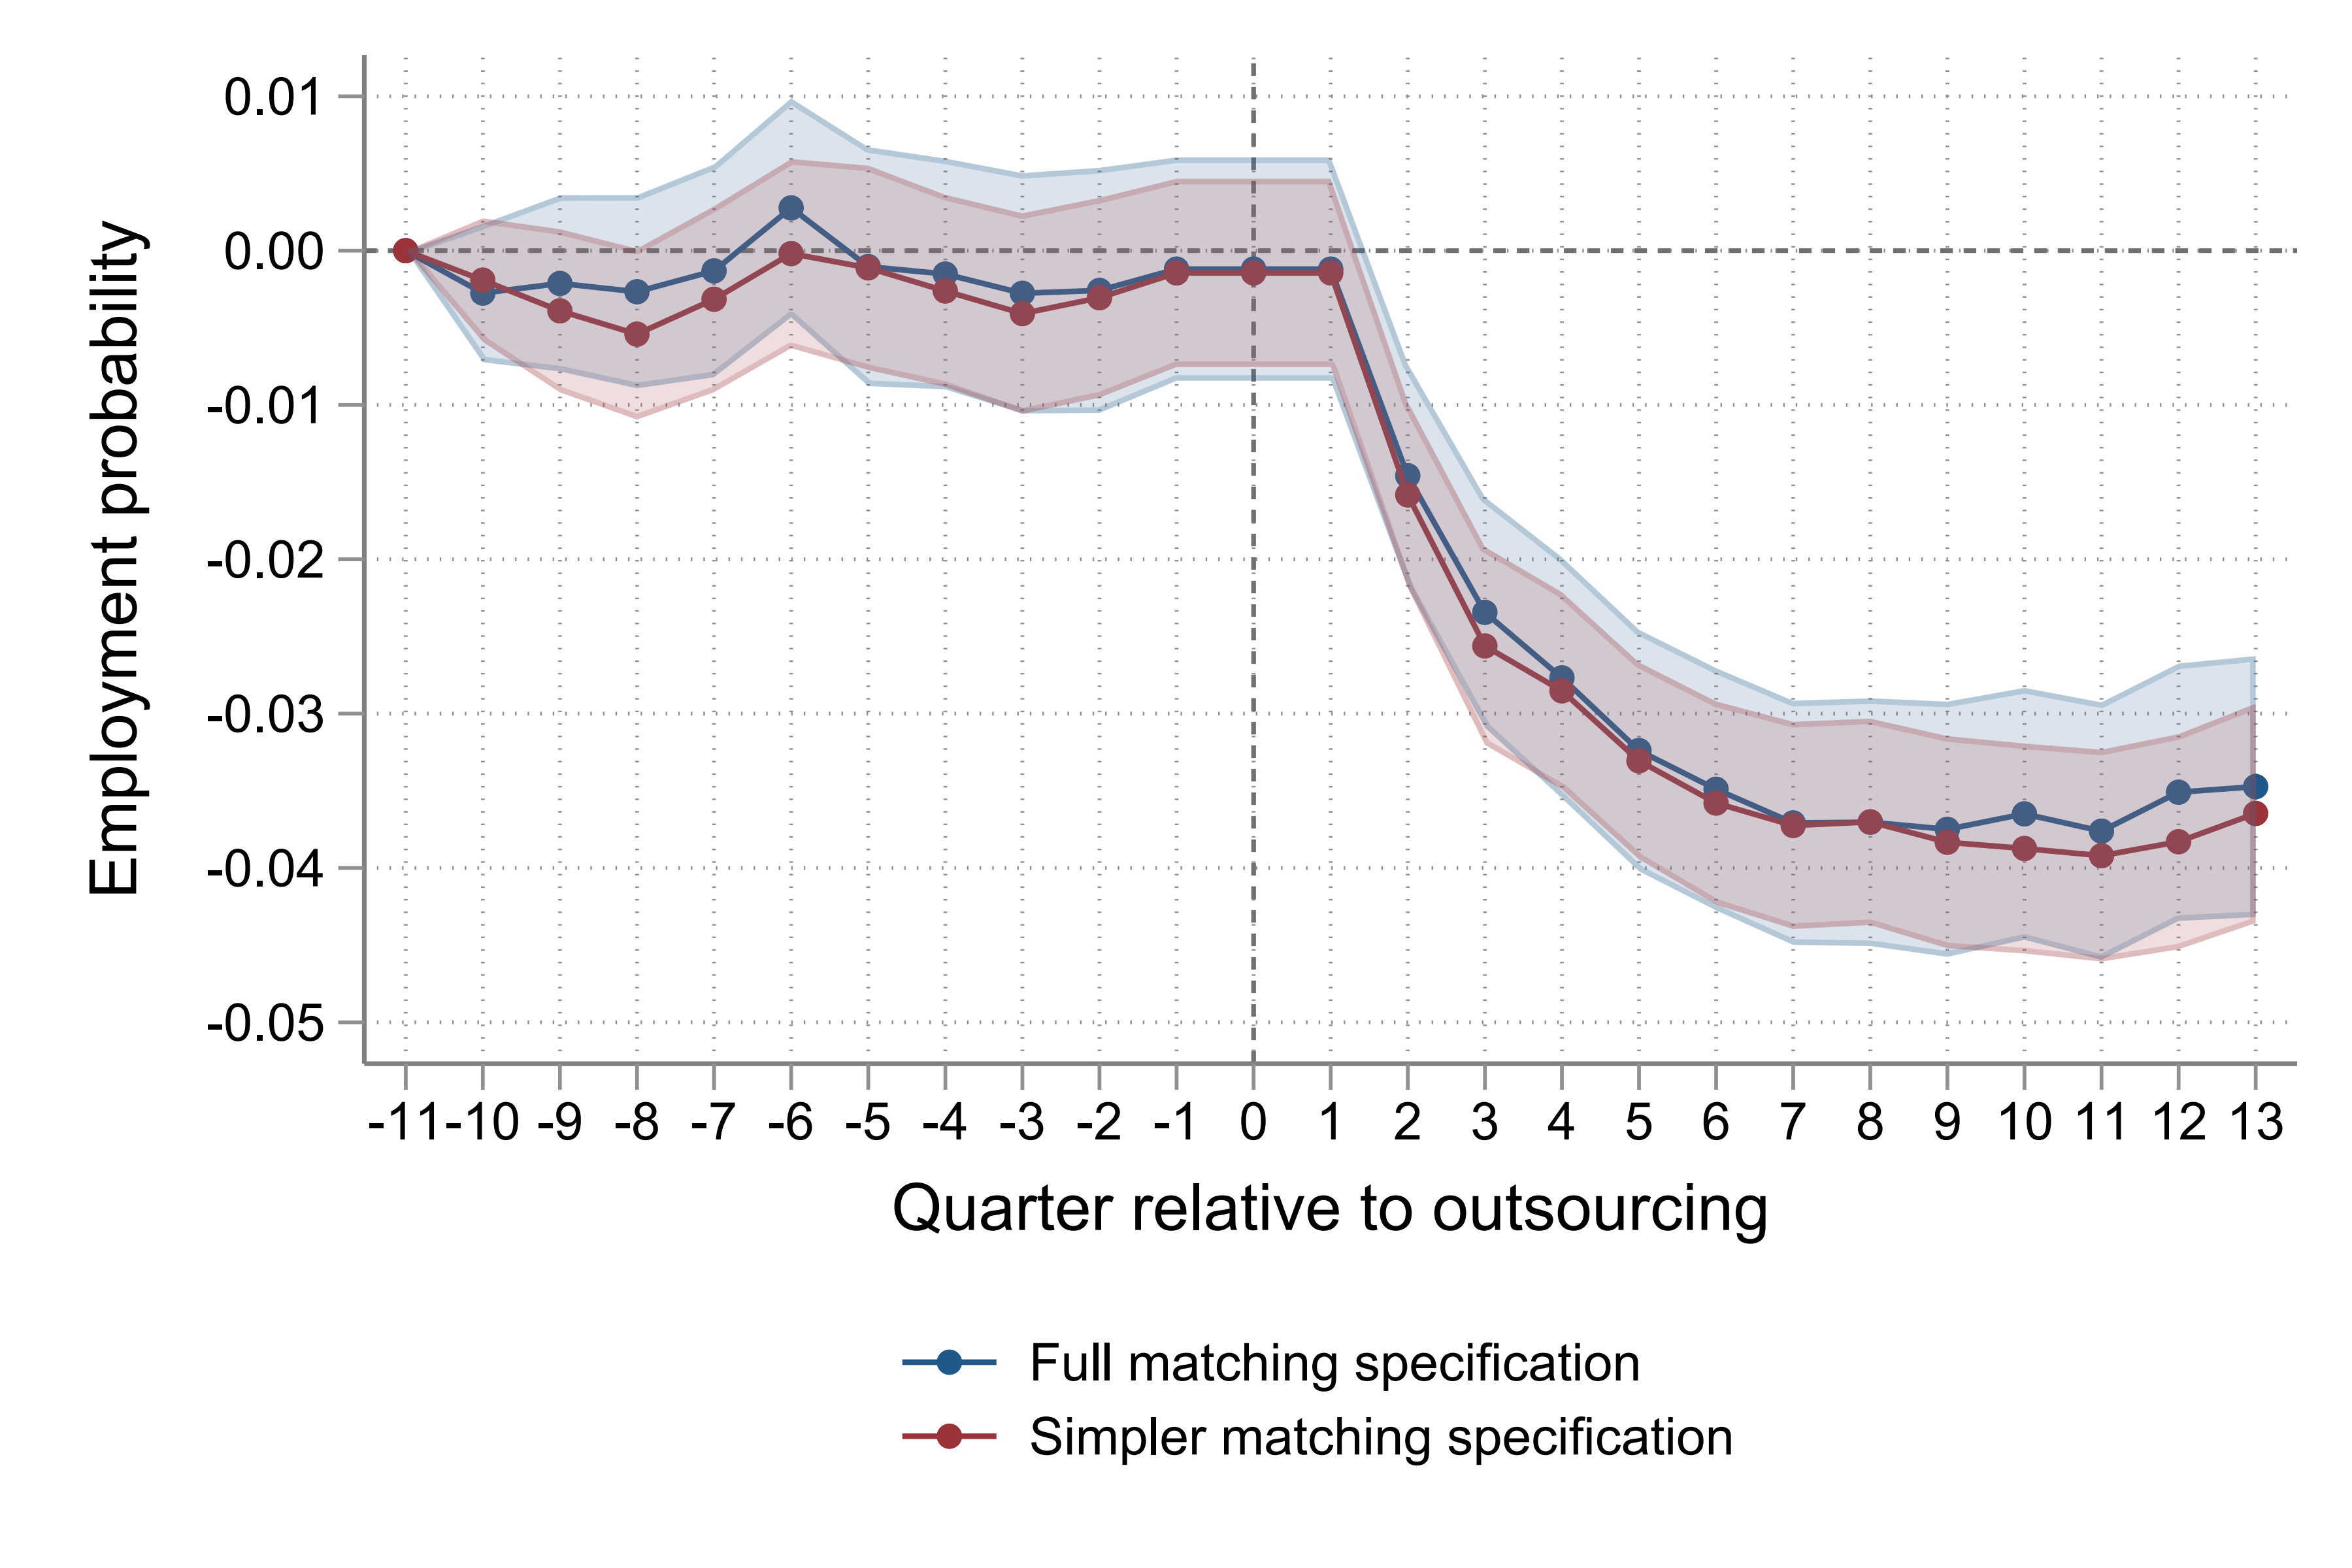 Employment probability
0.01
0.00
-0.01
-0.02
-0.03
-0.04
-0.05
-11 -10 -9 -8 -7 -6 -5 -4 -3 -2 -1 0 1 2 3 4 5 6 7 8 9 10 11 12 13
Quarter relative to outsourcing
Full matching specification
Simpler matching specification